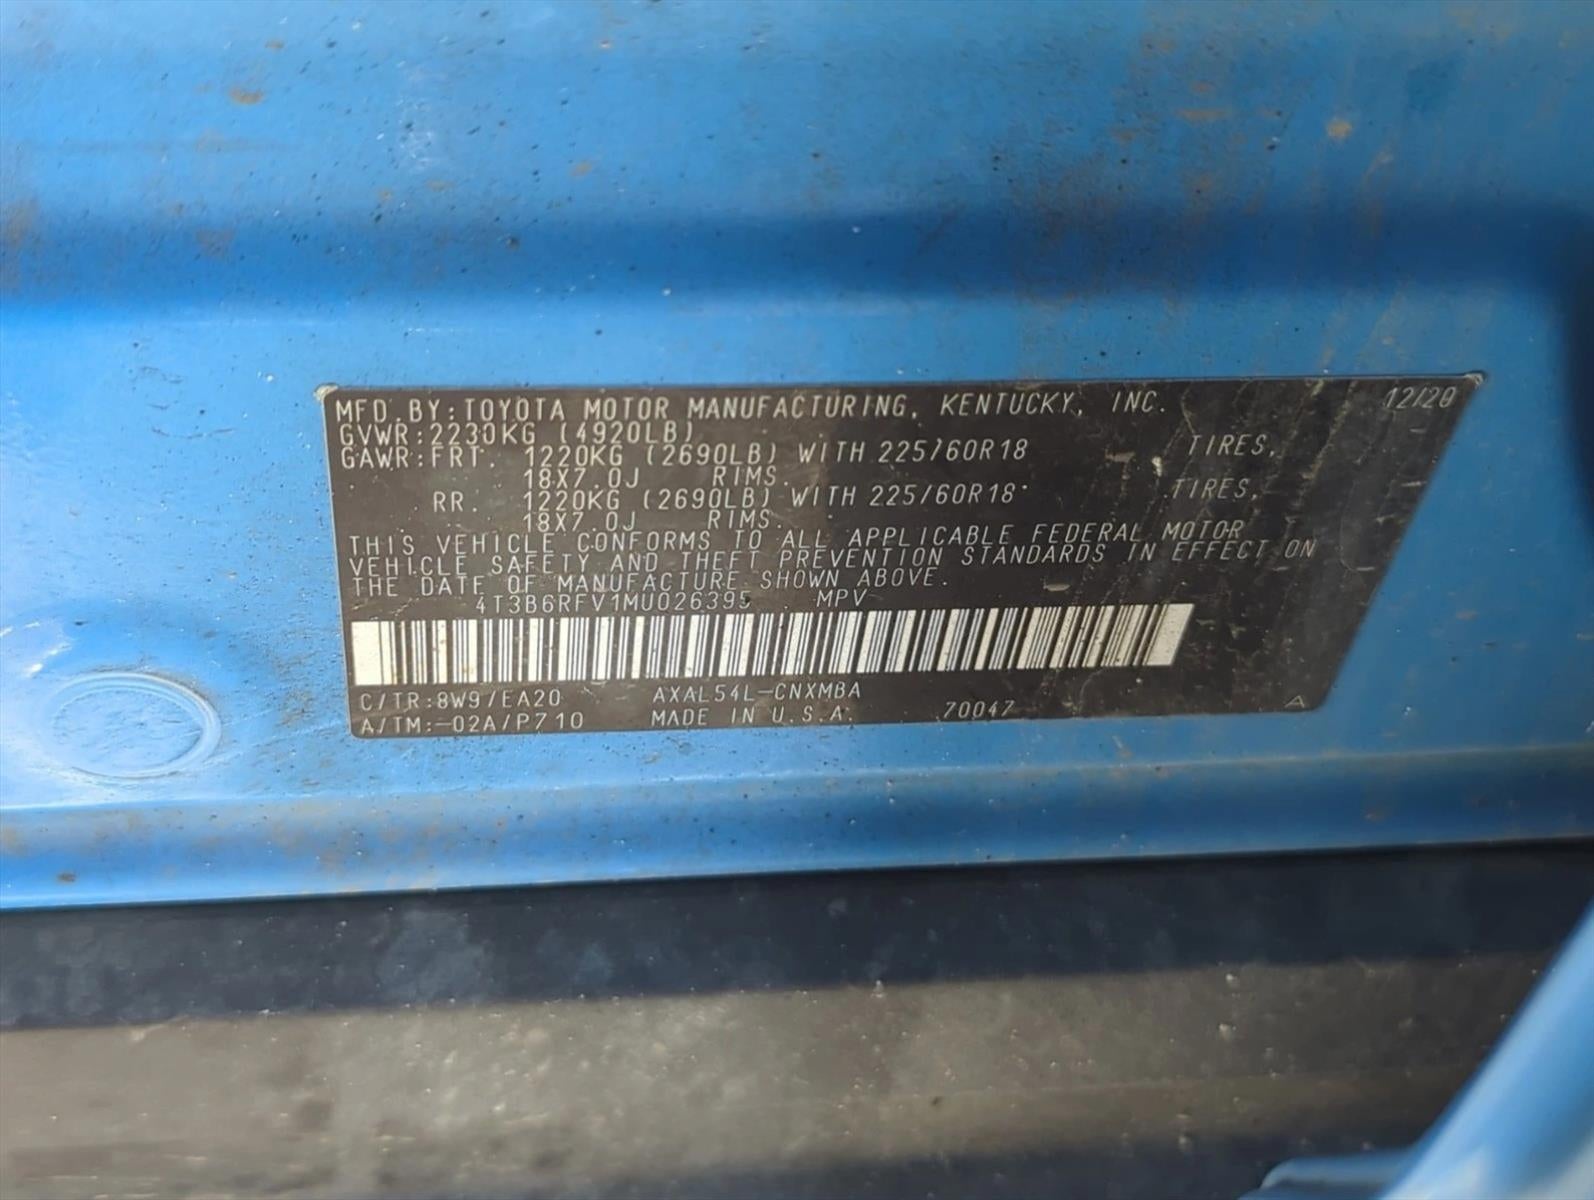 MFD.BY:TOYOTA MOTOR MANUFACTURING, KENTUCKY, INC. 12/20
GVWR:2230KG (4920LB)
GAWR:FRT. 1220KG (2690LB) WITH 225/60R18 TIRES,
18X7.0J RIMS.
RR. 1220KG (2690LB) WITH 225/60R18 TIRES,
18X7.0J RIMS.
THIS VEHICLE CONFORMS TO ALL APPLICABLE FEDERAL MOTOR
VEHICLE SAFETY AND THEFT PREVENTION STANDARDS IN EFFECT ON
THE DATE OF MANUFACTURE SHOWN ABOVE.
4T3B6RFV1MU026395 MPV
C/TR:8W9/EA20 AXAL54L-CNXMBA
A/TM:-02A/P710 MADE IN U.S.A. 70047 A